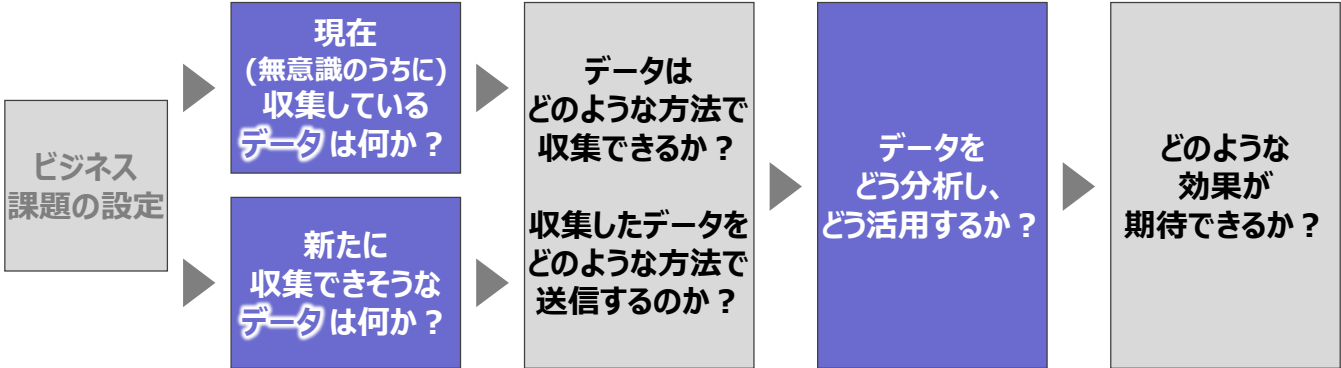 ビジネス
課題の設定
現在
(無意識のうちに)
収集している
データは何か？
新たに
収集できそうな
データは何か？
データは
どのような方法で
収集できるか？
収集したデータを
どのような方法で
送信するのか？
データを
どう分析し、
どう活用するか？
どのような
効果が
期待できるか？